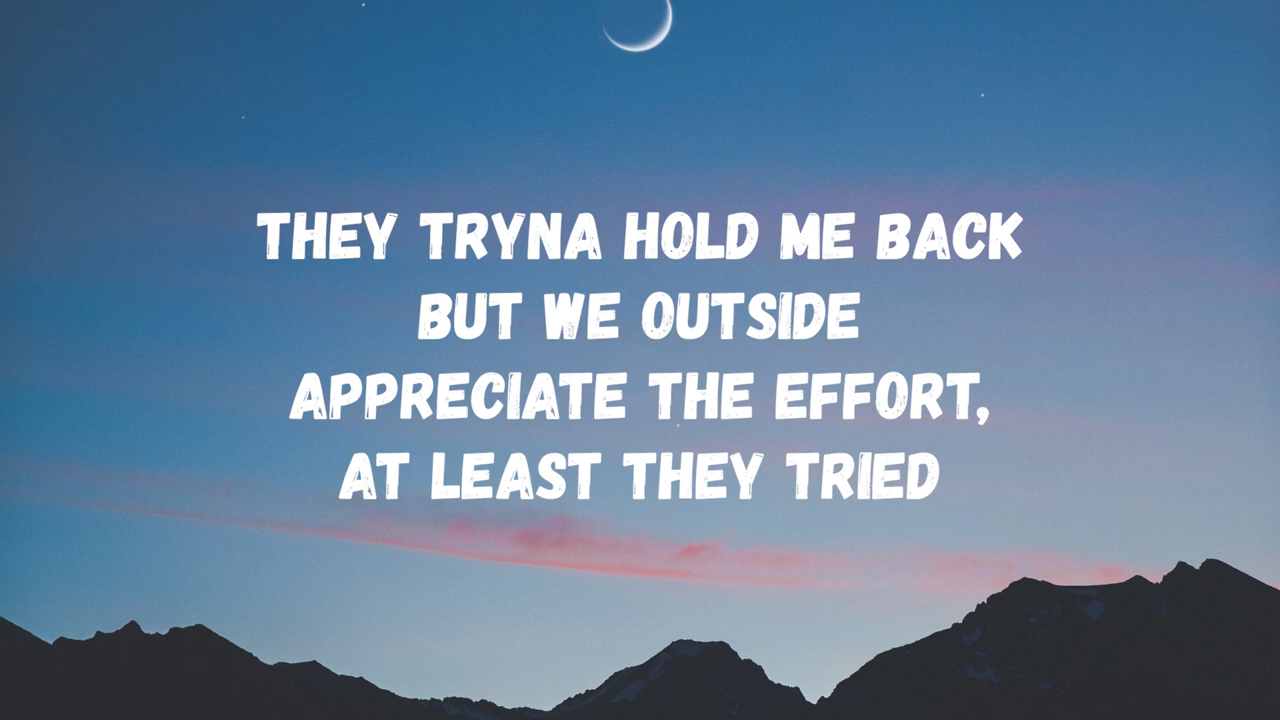 THEY TRYNA HOLD ME BACK
BUT WE OUTSIDE
APPRECIATE THE EFFORT,
AT LEAST THEY TRIED